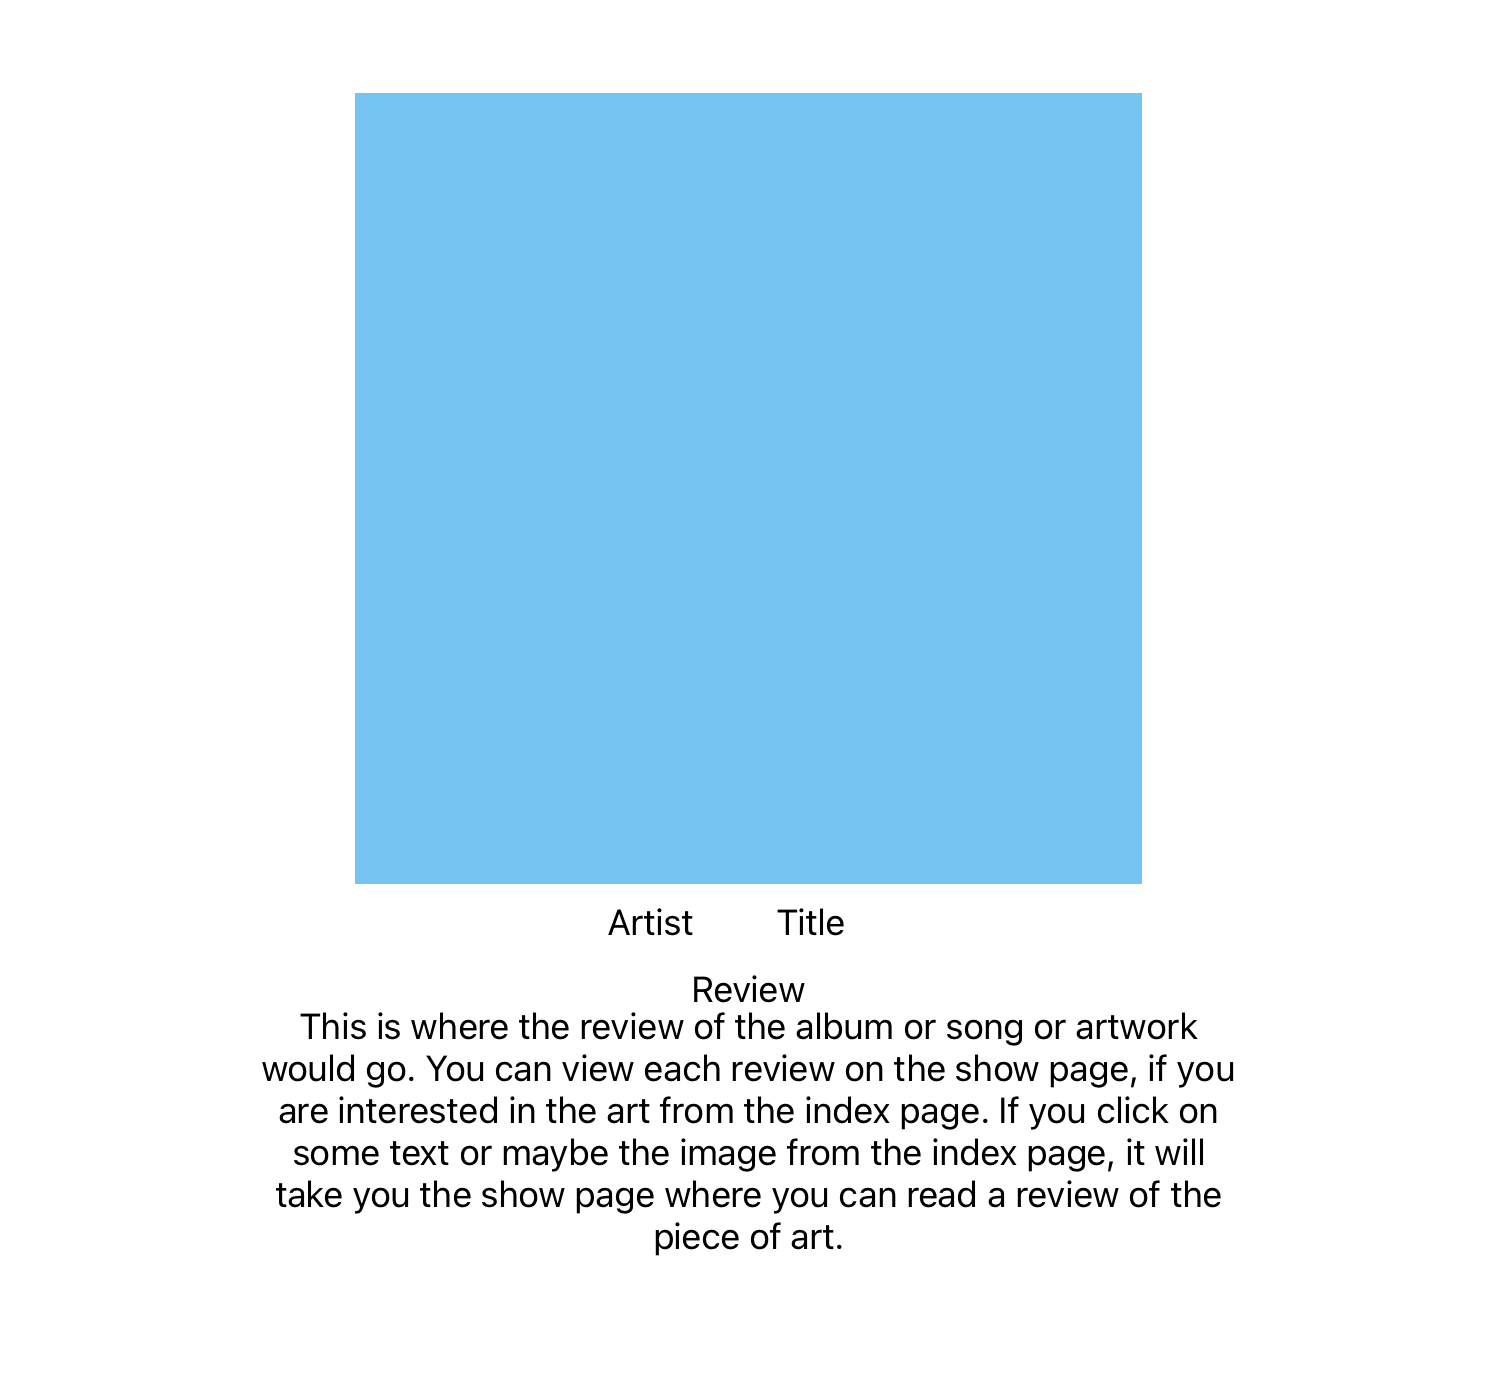 Artist Title
Review
This is where the review of the album or song or artwork
would go. You can view each review on the show page, if you
are interested in the art from the index page. If you click on
some text or maybe the image from the index page, it will
take you the show page where you can read a review of the
piece of art.